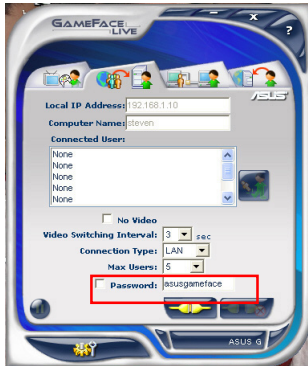 GAMEFACE
LIVE
x
?
ASUS
Local IP Address: 192.168.1.10
Computer Name: steven
Connected User:
None
None
None
None
None
No Video
Video Switching Interval: 3 sec
Connection Type: LAN
Max Users: 5
Password: asusgameface
ASUS G